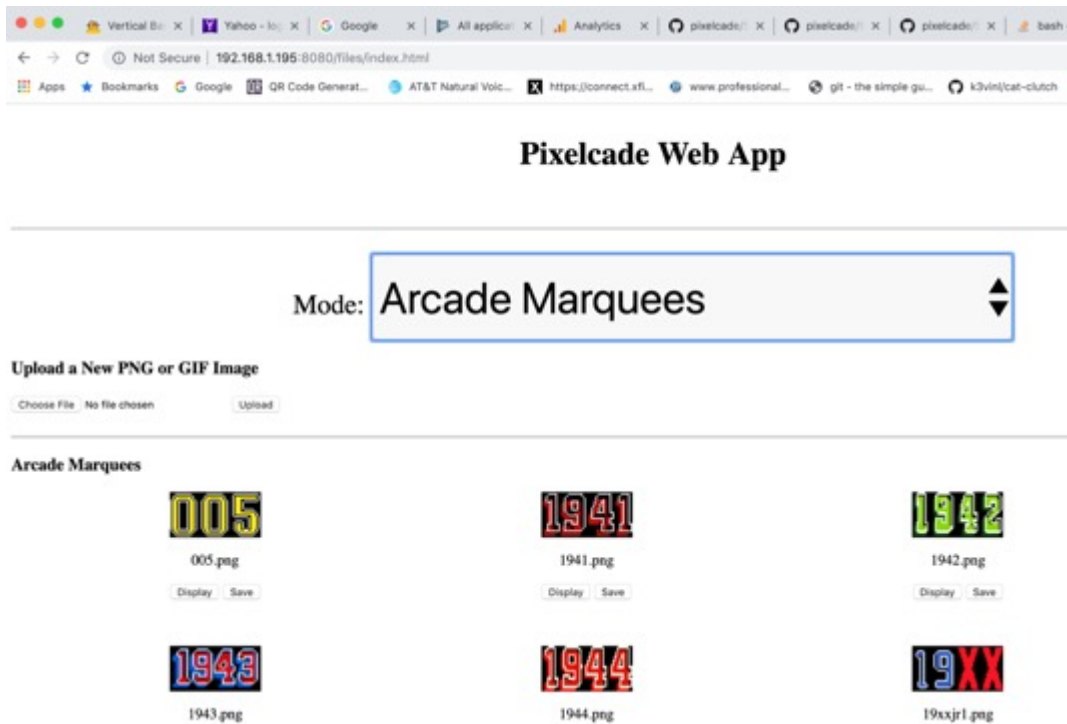 Vertical Ba
Yahoo - lo
Google
All applicat
Analytics
pixelcade/
pixelcade/
pixelcade/
bash
Not Secure | 192.168.1.195:8080/files/index.html
Apps Bookmarks Google QR Code Generat... AT&T Natural Voic... https://connect.xfi... www.professional... git - the simple gu... k3vinl/cat-clutch
Pixelcade Web App
Mode: Arcade Marquees
Upload a New PNG or GIF Image
Choose File No file chosen Upload
Arcade Marquees
005 1941 1942
005.png 1941.png 1942.png
Display Save Display Save Display Save
1943 1944 19XX
1943.png 1944.png 19xxjr1.png